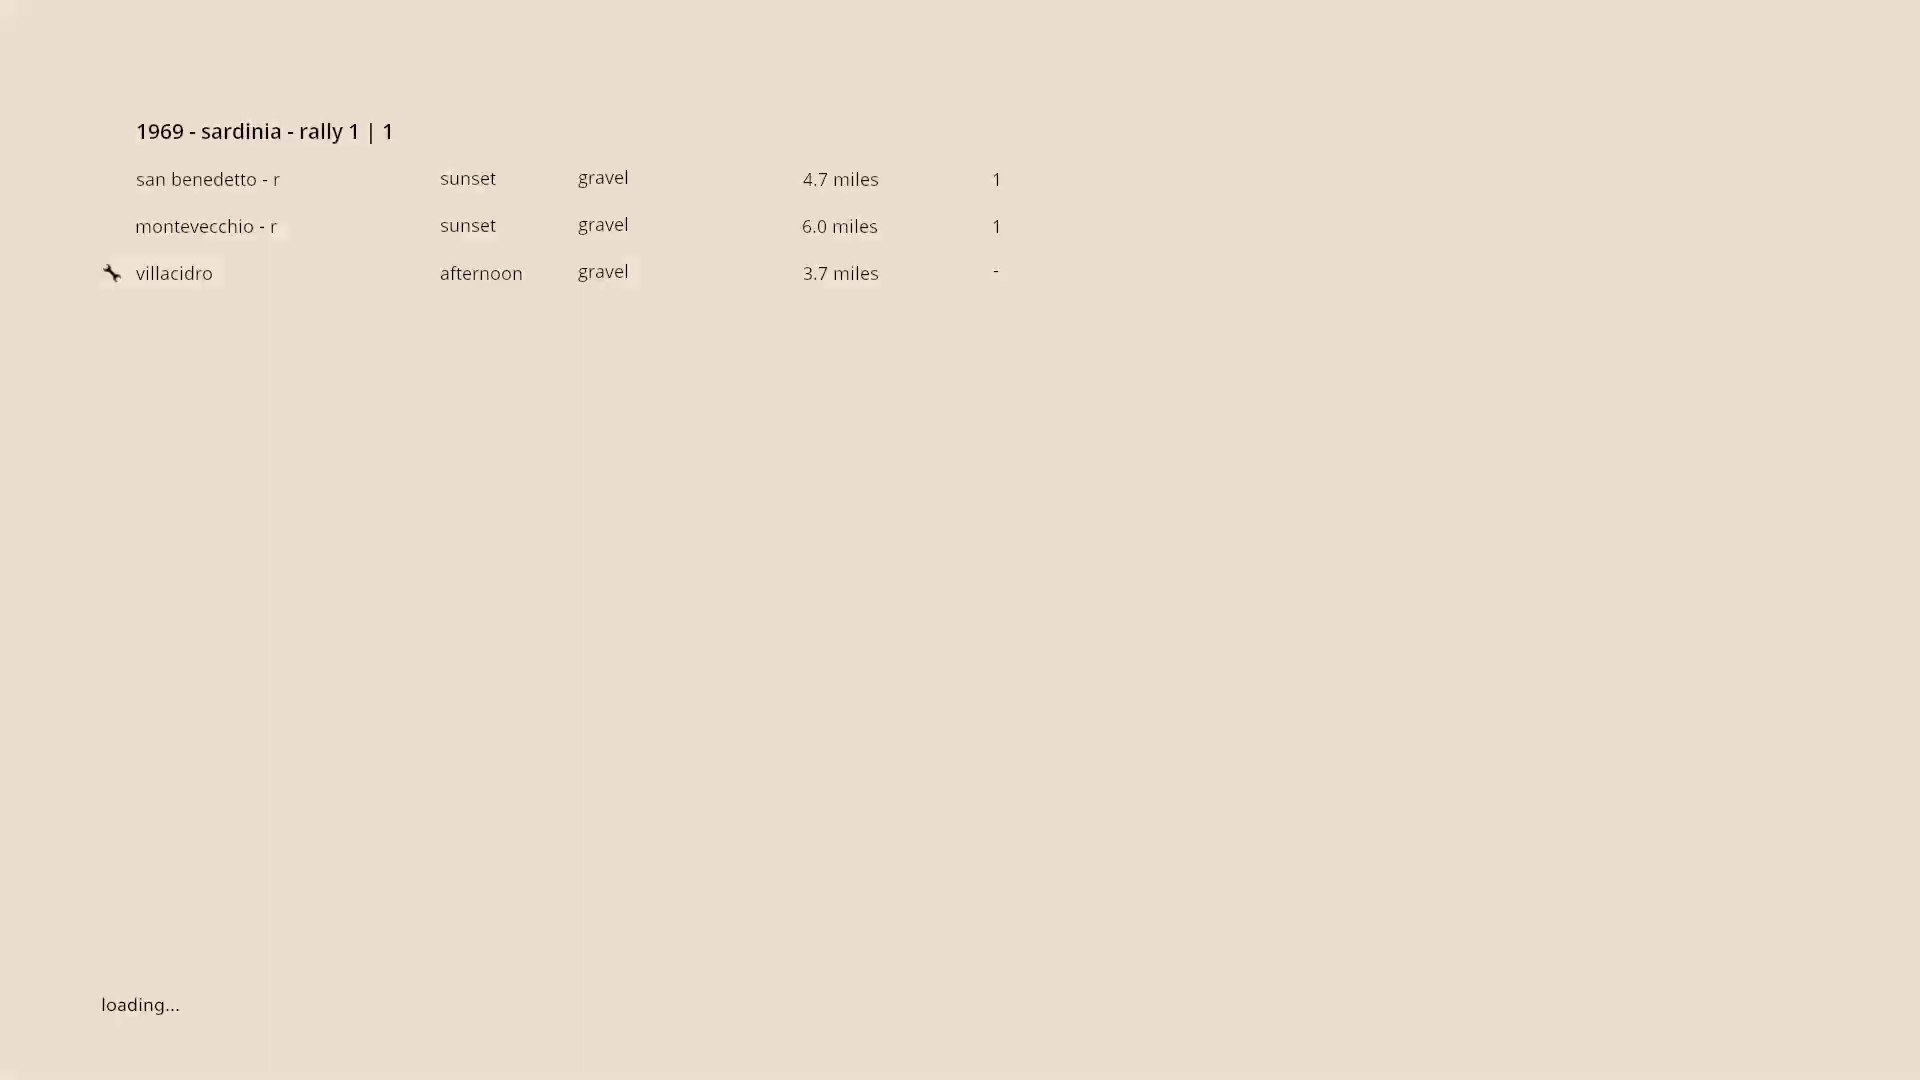 1969 - sardinia - rally 1 | 1
san benedetto - r sunset gravel 4.7 miles 1
montevecchio - r sunset gravel 6.0 miles 1
villacidro afternoon gravel 3.7 miles -
loading...